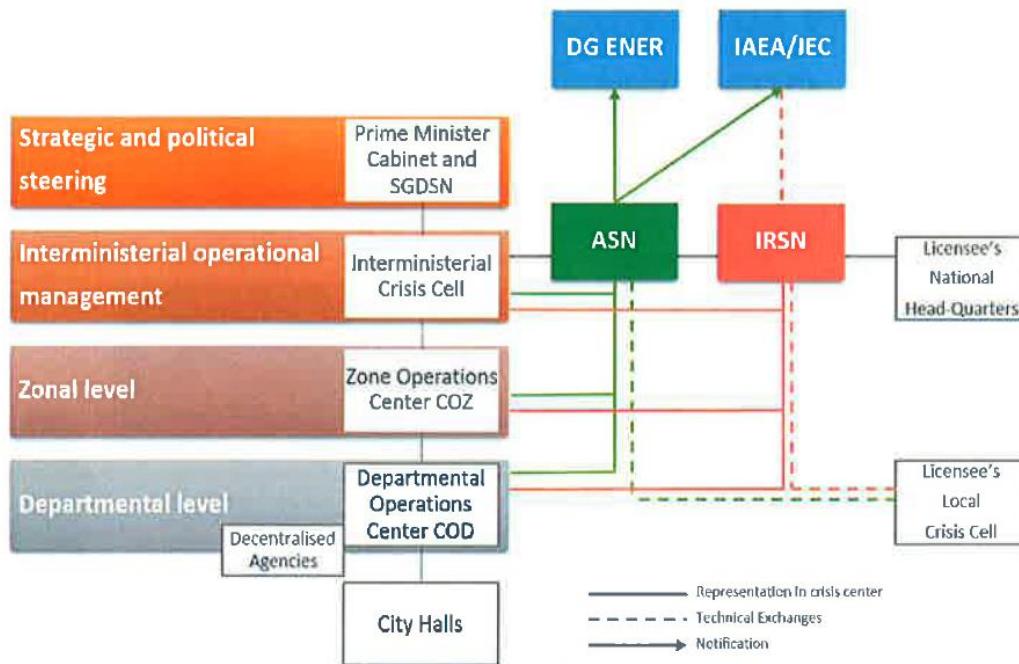 DG ENER
IAEA/IEC
Strategic and political
steering
Prime Minister
Cabinet and
SGDSN
Interministerial operational
management
Interministerial
Crisis Cell
ASN
IRSN
Licensee's
National
Head-Quarters
Zonal level
Zone Operations
Center COZ
Departmental level
Departmental
Operations
Center COD
Licensee's
Local
Crisis Cell
Decentralised
Agencies
City Halls
Representation in crisis center
Technical Exchanges
Notification